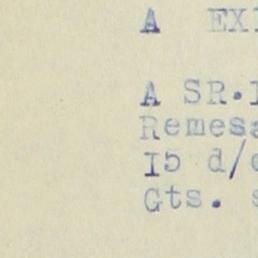 A EX
A SR.
Remesa
15 d/
Gts.